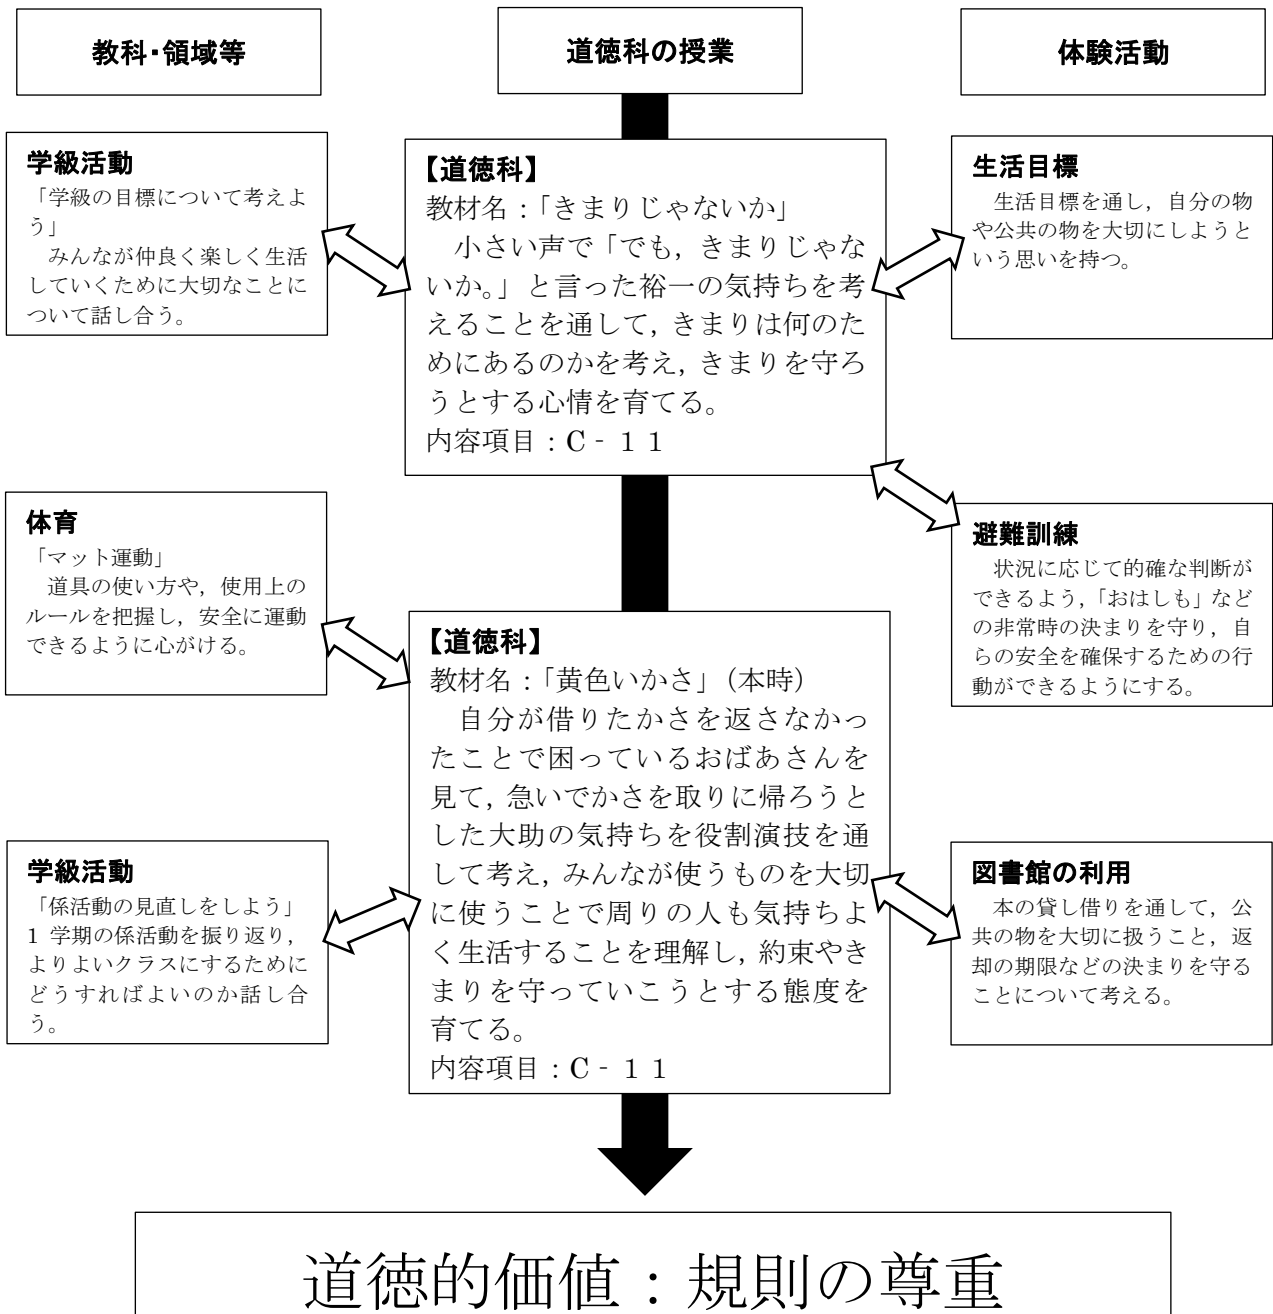 教科・領域等
道徳科の授業
体験活動
学級活動
「学級の目標について考えよ
う」
みんなが仲良く楽しく生活
していくために大切なことに
ついて話し合う。
【道徳科】
教材名：「きまりじゃないか」
小さい声で「でも，きまりじゃな
いか。」と言った裕一の気持ちを考
えることを通して，きまりは何のた
めにあるのかを考え，きまりを守ろ
うとする心情を育てる。
内容項目：C‐１１
生活目標
生活目標を通し，自分の物
や公共の物を大切にしようと
いう思いを持つ。
体育
「マット運動」
道具の使い方や，使用上の
ルールを把握し，安全に運動
できるように心がける。
避難訓練
状況に応じて的確な判断が
できるよう，「おはしも」など
の非常時の決まりを守り，自
らの安全を確保するための行
動ができるようにする。
【道徳科】
教材名：「黄色いかさ」（本時）
自分が借りたかさを返さなかっ
たことで困っているおばあさんを
見て，急いでかさを取りに帰ろうと
した大助の気持ちを役割演技を通
して考え，みんなが使うものを大切
に使うことで周りの人も気持ちよ
く生活することを理解し，約束やき
まりを守っていこうとする態度を
育てる。
内容項目：C‐１１
学級活動
「係活動の見直しをしよう」
1 学期の係活動を振り返り，
よりよいクラスにするために
どうすればよいのか話し合
う。
図書館の利用
本の貸し借りを通して，公
共の物を大切に扱うこと，返
却の期限などの決まりを守る
ことについて考える。
道徳的価値：規則の尊重